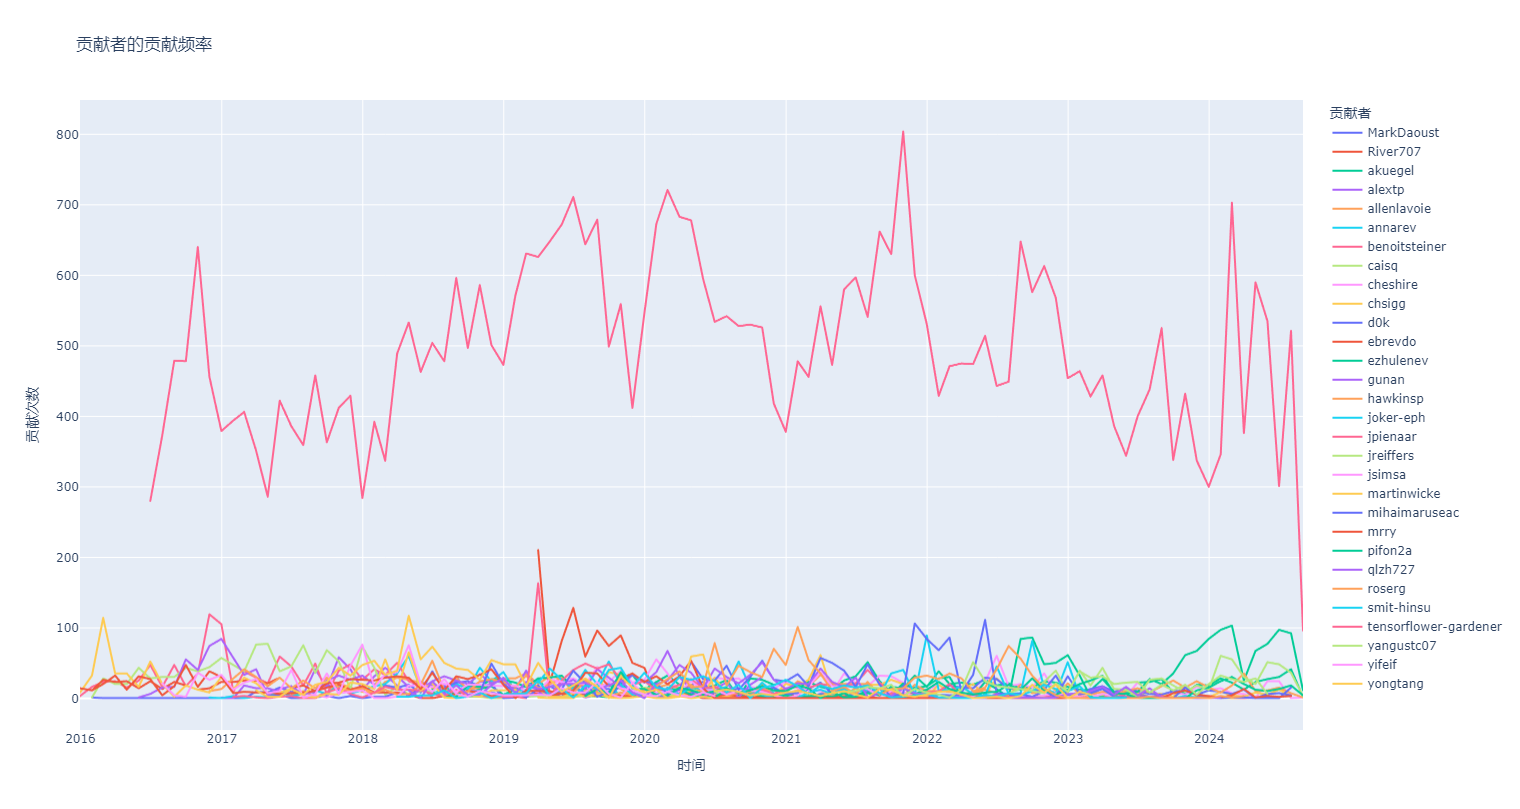 贡献者的贡献频率
贡献者
MarkDaoust
River707
akuegel
alextp
allenlavoie
annarev
benoitsteiner
caisq
cheshire
chsigg
d0k
ebrevdo
ezhulenev
gunan
hawkinsp
joker-eph
jpienaar
jreiffers
jsimsa
martinwicke
mihaimaruseac
mrry
pifon2a
qlzh727
roserg
smit-hinsu
tensorflower-gardener
yangustc07
yifeif
yongtang
800
700
600
500
400
300
200
100
0
贡献次数
2016 2017 2018 2019 2020 2021 2022 2023 2024
时间